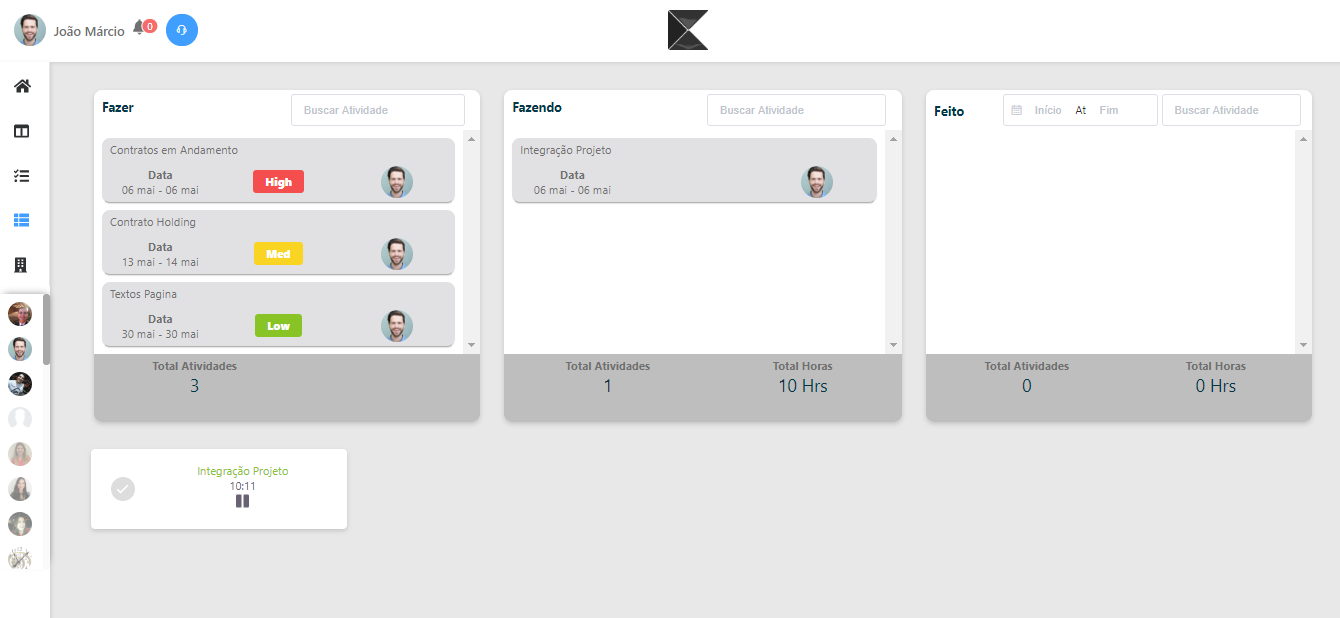 João Márcio
0
Fazer
Buscar Atividade
Contratos em Andamento
Data
06 mai - 06 mai
High
Contrato Holding
Data
13 mai - 14 mai
Med
Textos Pagina
Data
30 mai - 30 mai
Low
Total Atividades
3
Fazendo
Buscar Atividade
Integração Projeto
Data
06 mai - 06 mai
Total Atividades
1
Total Horas
10 Hrs
Feito
Início At Fim
Buscar Atividade
Total Atividades
0
Total Horas
0 Hrs
Integração Projeto
10:11